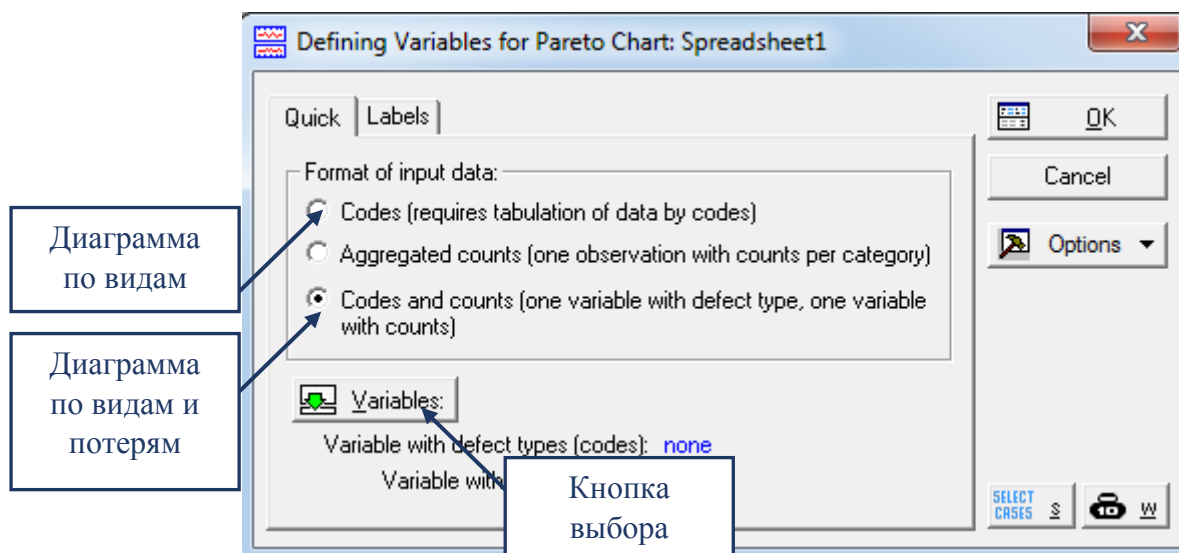 Defining Variables for Pareto Chart: Spreadsheet1
Quick Labels
OK
Cancel
Options
Format of input data:
Codes (requires tabulation of data by codes)
Aggregated counts (one observation with counts per category)
Codes and counts (one variable with defect type, one variable
with counts)
Диаграмма
по видам
Диаграмма
по видам и
потерям
Variables:
Variable with defect types (codes): none
Variable with
Кнопка
выбора
SELECT
CASES S
W